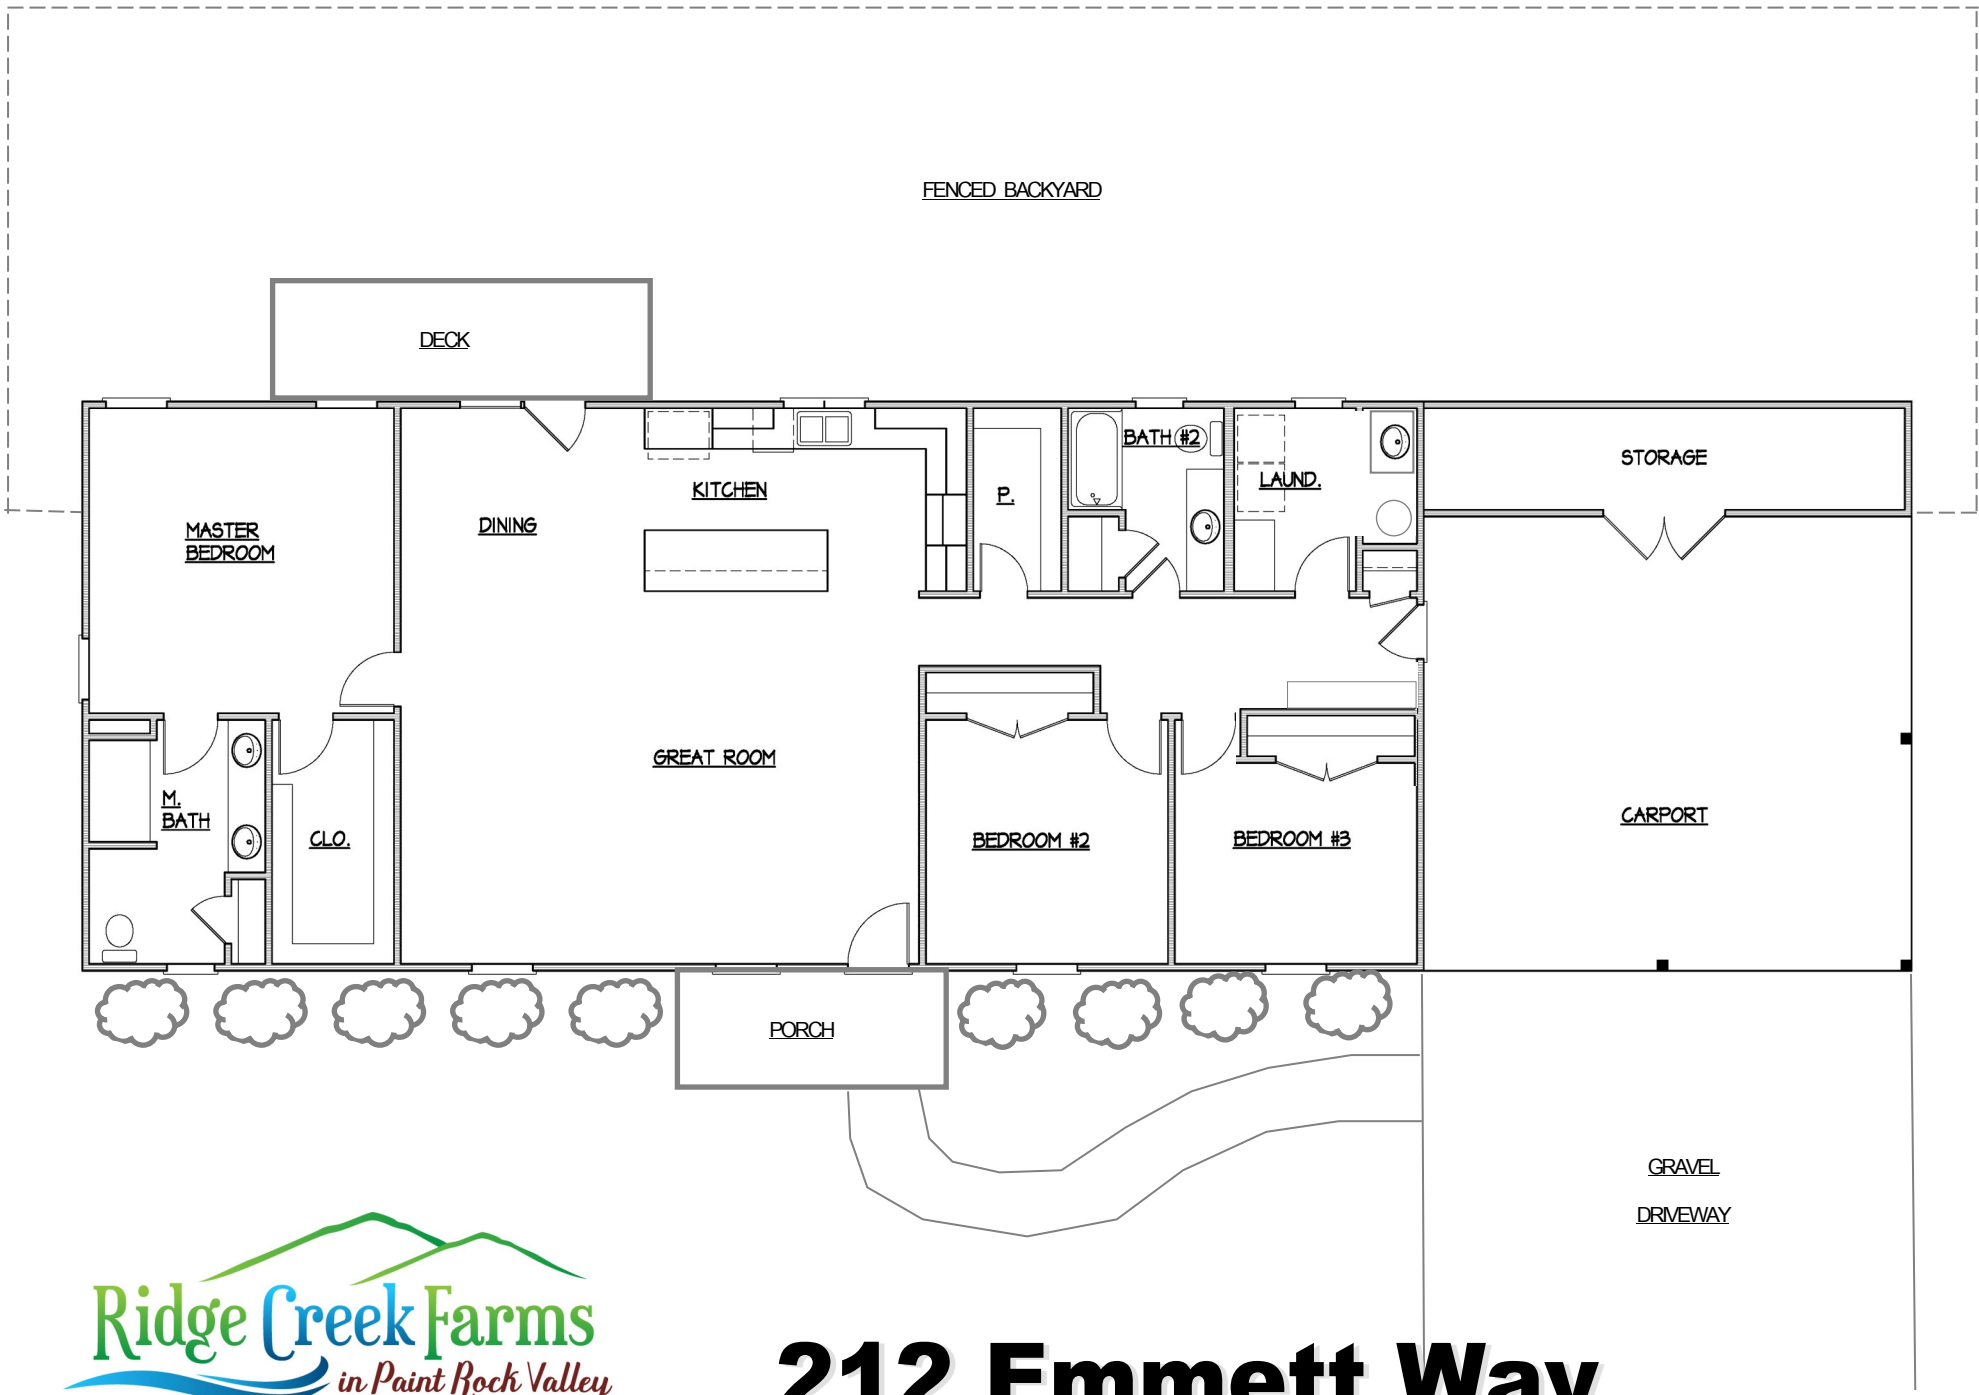 FENCED BACKYARD
DECK
MASTER
BEDROOM
DINING
KITCHEN
P.
BATH #2
LAUND.
STORAGE
M.
BATH
CLO.
GREAT ROOM
BEDROOM #2
BEDROOM #3
CARPORT
PORCH
GRAVEL
DRIVEWAY
Ridge Creek Farms
in Paint Rock Valley
212 Emmett Way